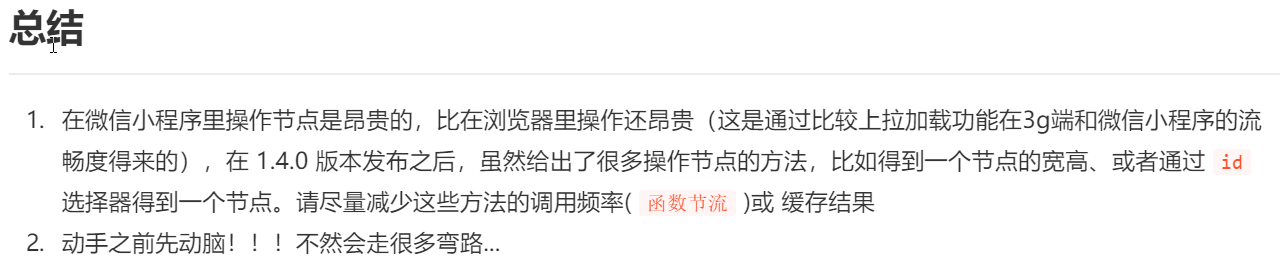 总结
1. 在微信小程序里操作节点是昂贵的，比在浏览器里操作还昂贵（这是通过比较上拉加载功能在3g端和微信小程序的流
畅度得来的），在 1.4.0 版本发布之后，虽然给出了很多操作节点的方法，比如得到一个节点的宽高、或者通过 id
选择器得到一个节点。请尽量减少这些方法的调用频率( 函数节流 )或 缓存结果
2. 动手之前先动脑！！！不然会走很多弯路...